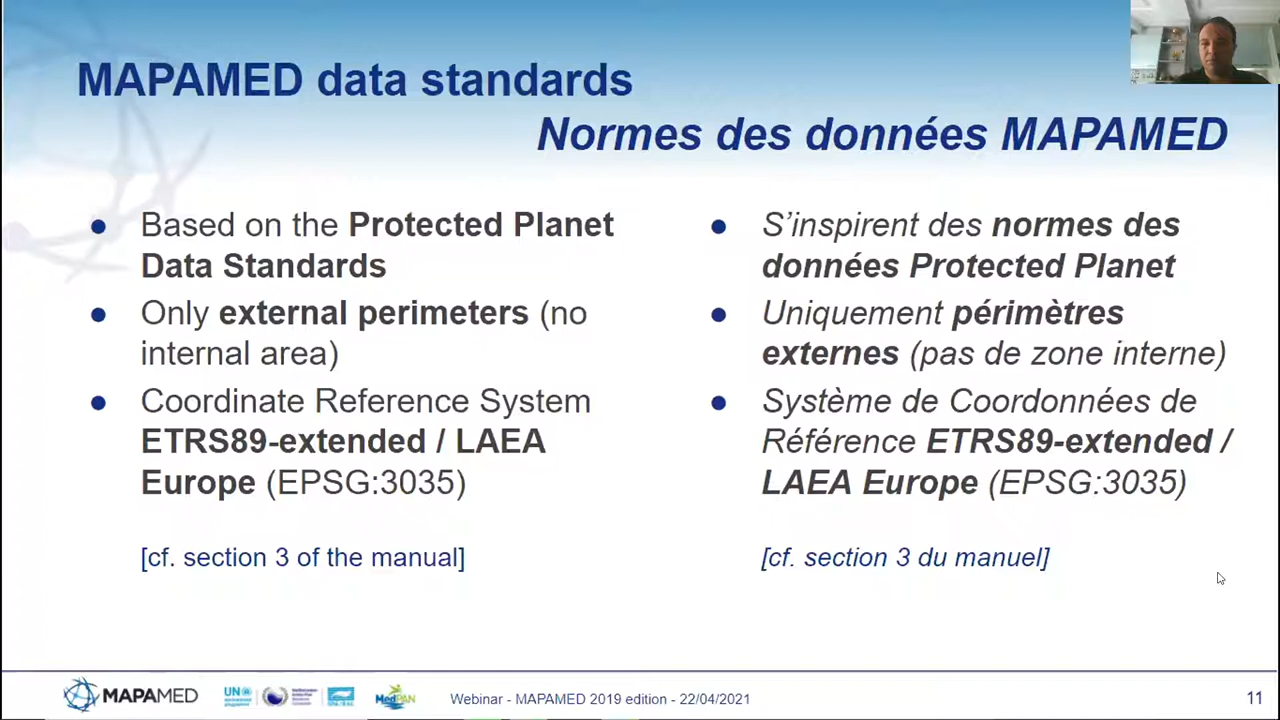 MAPAMED data standards
Normes des données MAPAMED
● Based on the Protected Planet
Data Standards
● Only external perimeters (no
internal area)
● Coordinate Reference System
ETRS89-extended / LAEA
Europe (EPSG:3035)
[cf. section 3 of the manual]
● S’inspirent des normes des
données Protected Planet
● Uniquement périmètres
externes (pas de zone interne)
● Système de Coordonnées de
Référence ETRS89-extended /
LAEA Europe (EPSG:3035)
[cf. section 3 du manuel]
MAPAMED
UN
MedPAN
Webinar - MAPAMED 2019 edition - 22/04/2021
11